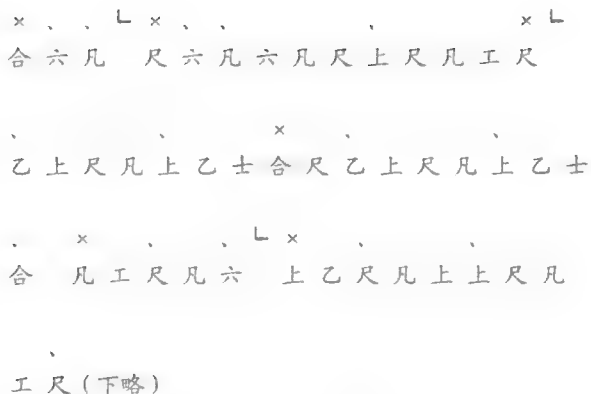 × 、 、 ㄴ × 、 、 、 × ㄴ
合 六 凡 尺 六 凡 六 凡 尺 上 尺 凡 工 尺
、 、 × 、 、
乙 上 尺 凡 上 乙 士 合 尺 乙 上 尺 凡 上 乙 士
、 × 、 、 ㄴ × 、 、
合 凡 工 尺 凡 六 上 乙 尺 凡 上 上 尺 凡
、
工 尺 (下略)